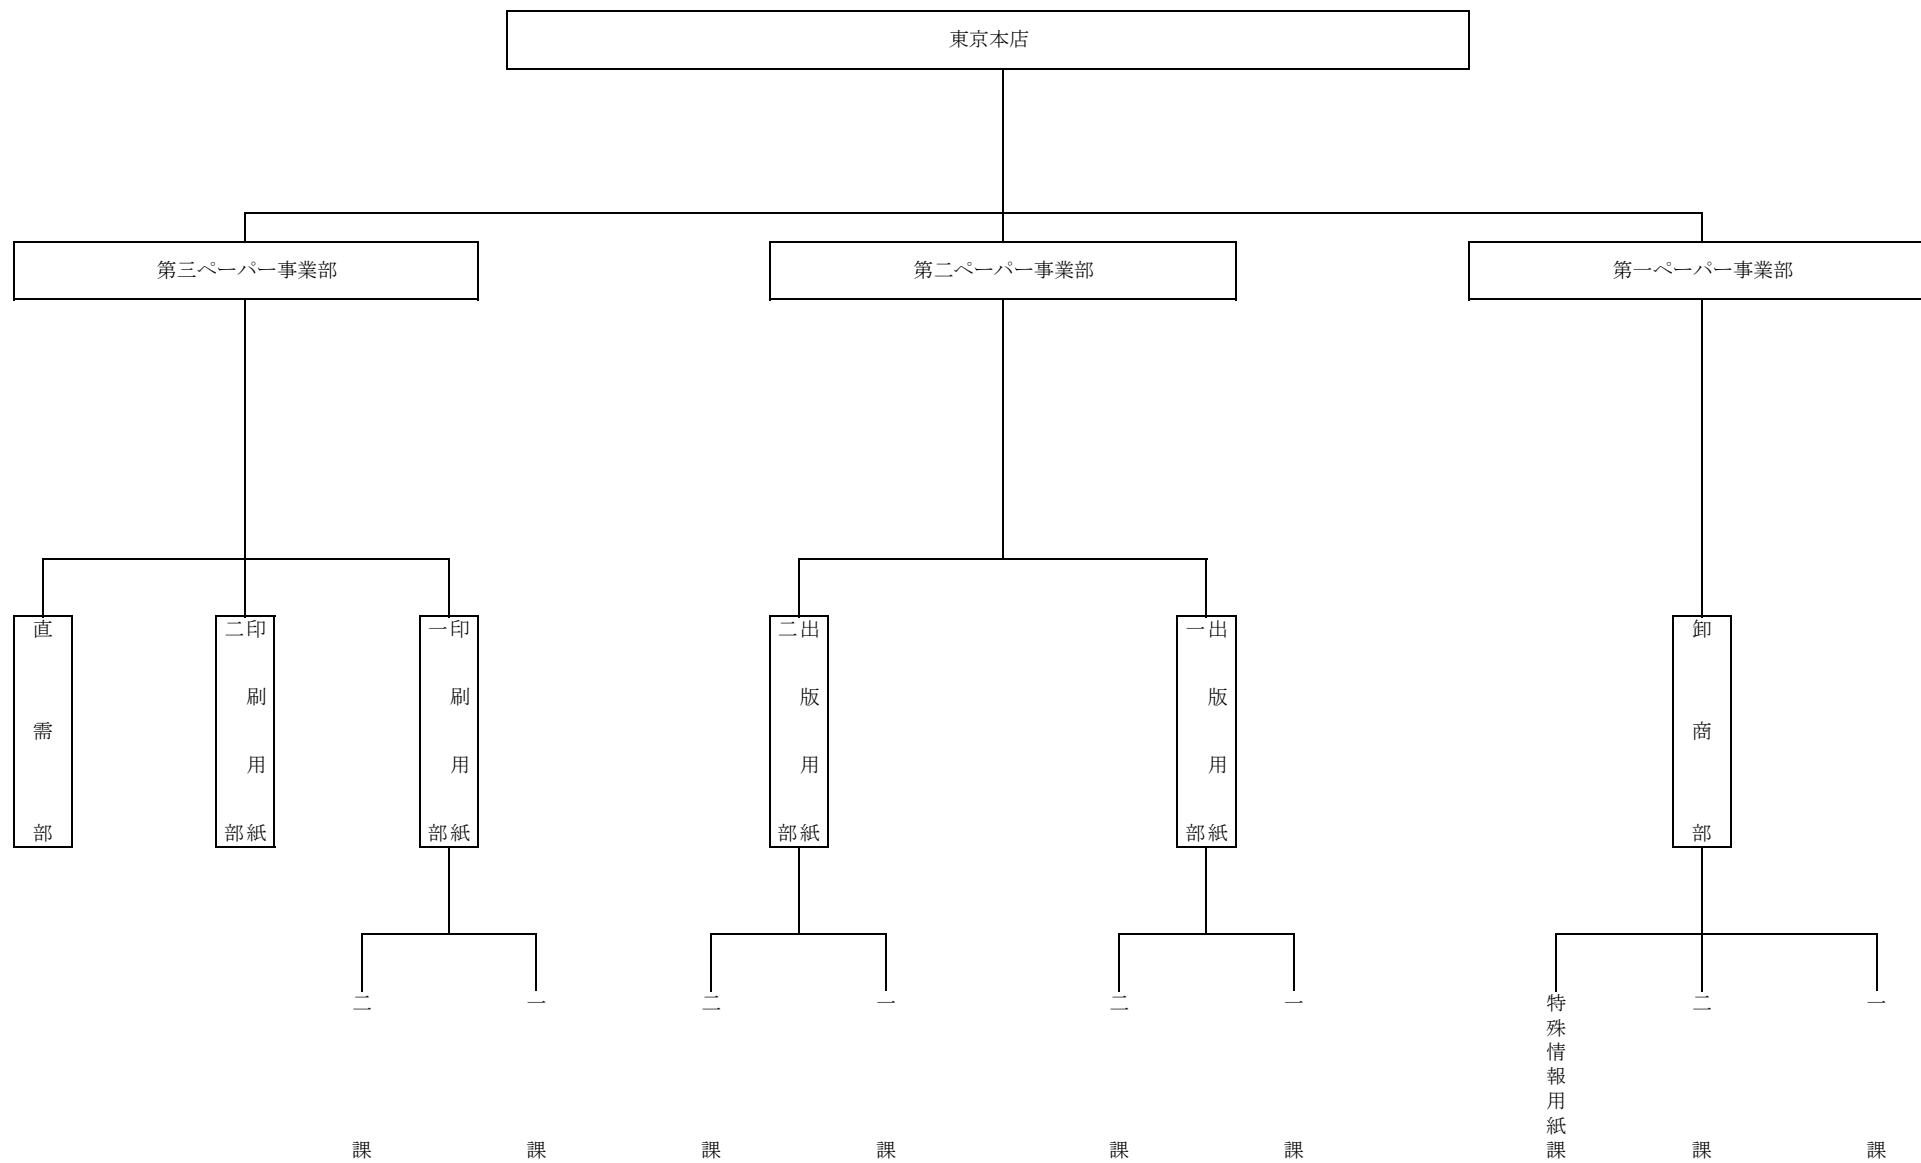 東京本店
第一ペーパー事業部
第二ペーパー事業部
第三ペーパー事業部
卸商部
出版用紙
一部
出版用紙
二部
印刷用紙
一部
印刷用紙
二部
直需部
一課
二課
特殊情報用紙課
一課
二課
一課
二課
一課
二課